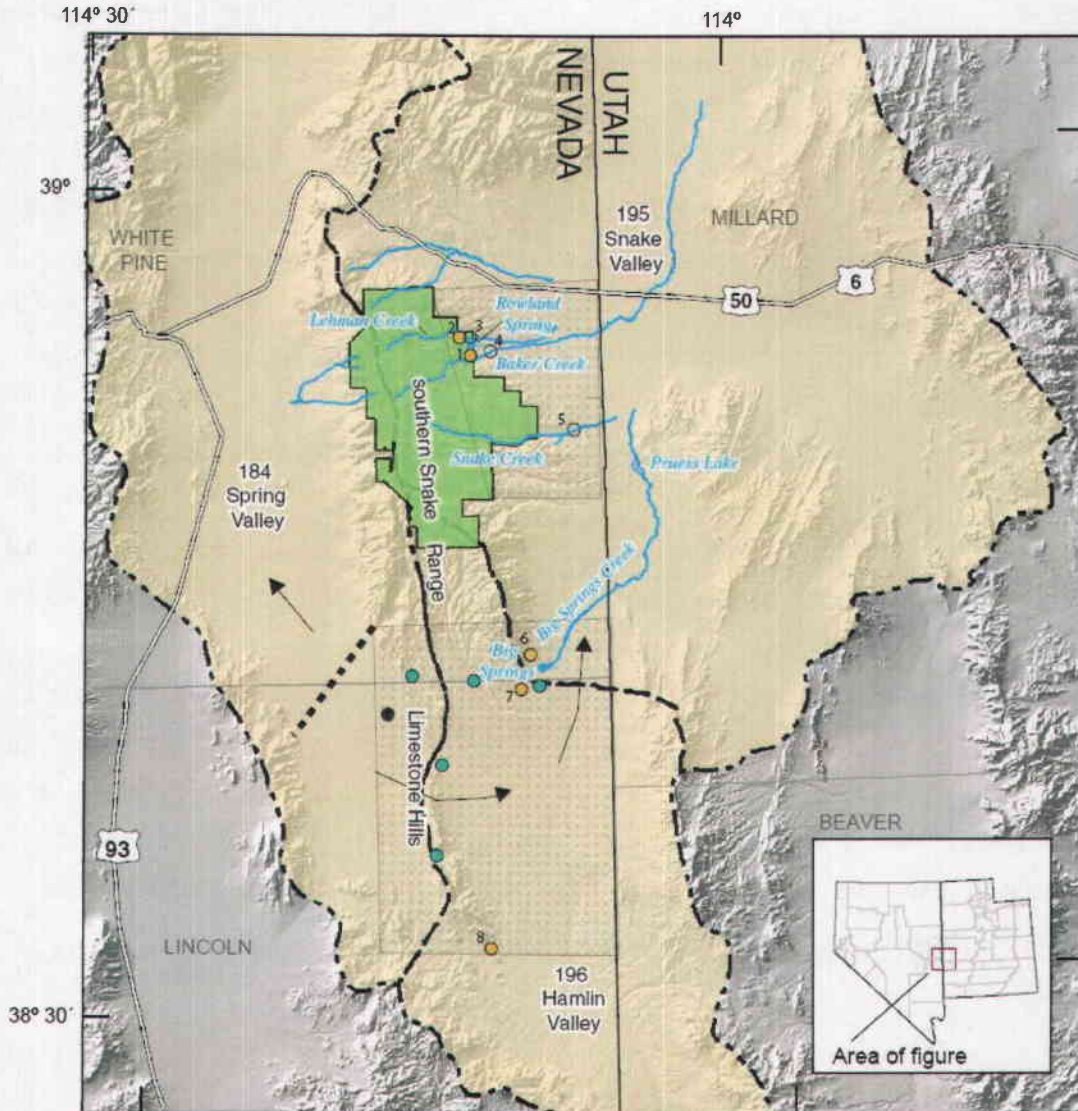 114° 30´
114°
NEVADA
UTAH
39°
WHITE
PINE
195
Snake
Valley
MILLARD
6
50
Lehman Creek
Rowland
Spring
2
3
4
1
Baker Creek
5
Snake Creek
Pruess Lake
southern Snake Range
184
Spring
Valley
Big Springs Creek
6
Big
Springs
7
Limestone Hills
93
BEAVER
LINCOLN
8
196
Hamlin
Valley
38° 30´
Area of figure